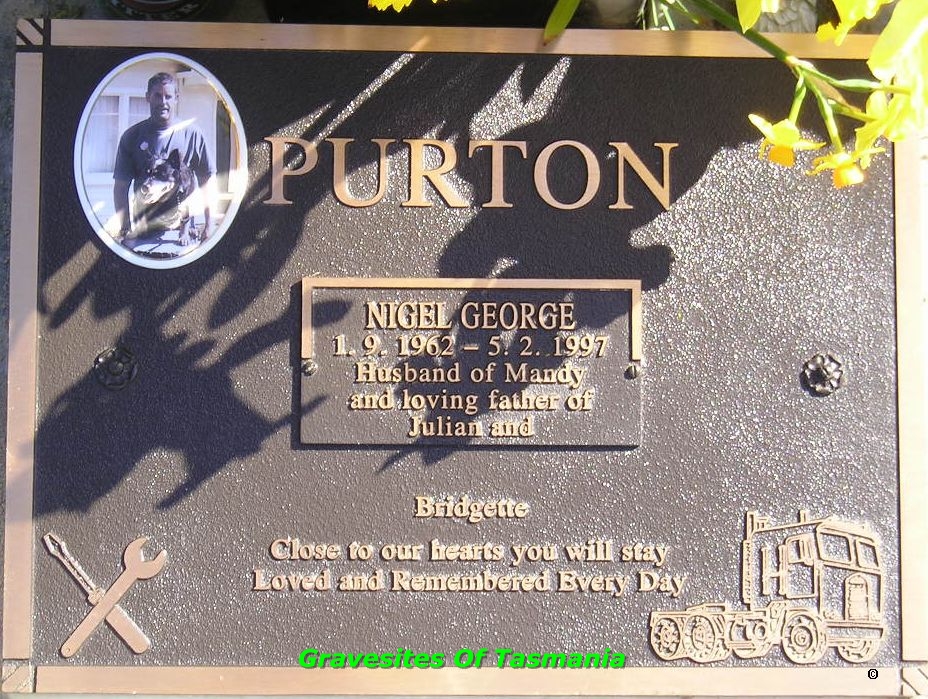 PURTON
NIGEL GEORGE
1. 9. 1962 – 5. 2. 1997
Husband of Mandy
and loving father of
Julian and
Bridgette
Close to our hearts you will stay
Loved and Remembered Every Day
Gravesites Of Tasmania
©